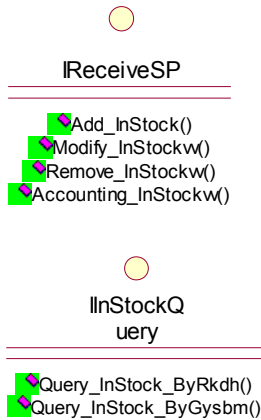 IReceiveSP
Add_InStock()
Modify_InStockw()
Remove_InStockw()
Accounting_InStockw()
IInStockQ
uery
Query_InStock_ByRkdh()
Query_InStock_ByGysbm()